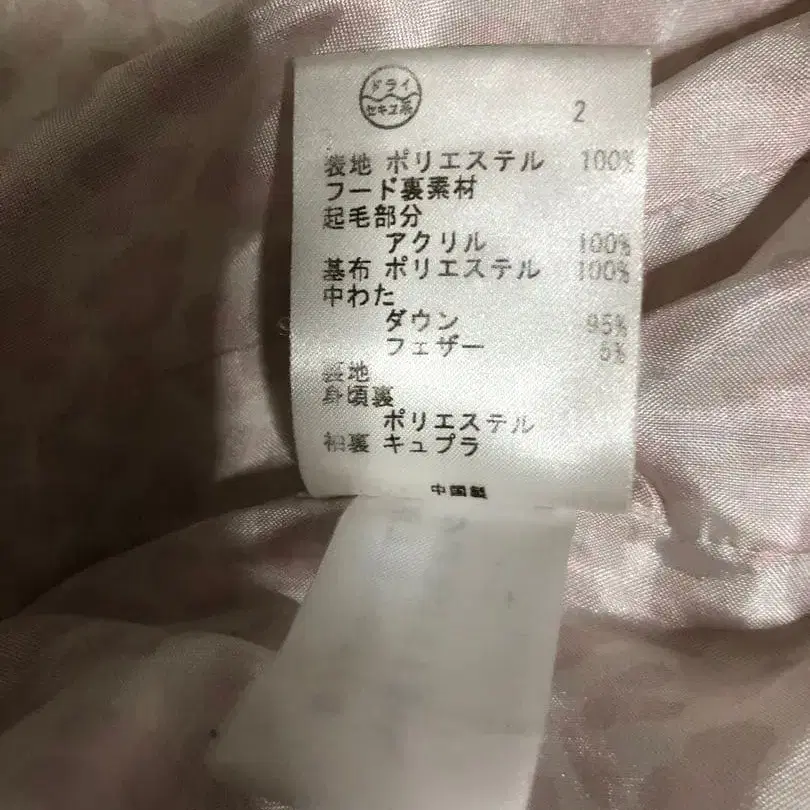 ドライ
セキユ系
2
表地 ポリエステル 100%
フード裏素材
起毛部分
アクリル 100%
基布 ポリエステル 100%
中わた
ダウン 95%
フェザー 5%
裏地
身頃裏
ポリエステル
袖裏 キュプラ
中国製